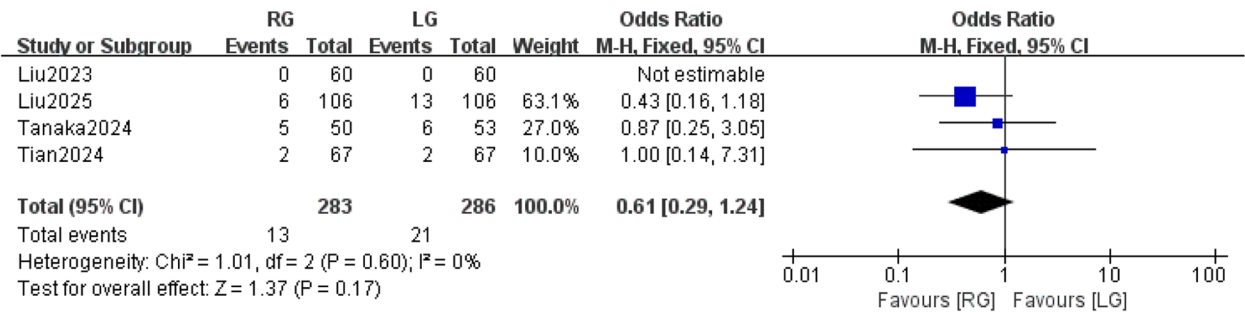 RG LG Odds Ratio Odds Ratio
Study or Subgroup Events Total Events Total Weight M-H, Fixed, 95% CI M-H, Fixed, 95% CI
Liu2023 0 60 0 60 Not estimable
Liu2025 6 106 13 106 63.1% 0.43 [0.16, 1.18]
Tanaka2024 5 50 6 53 27.0% 0.87 [0.25, 3.05]
Tian2024 2 67 2 67 10.0% 1.00 [0.14, 7.31]
Total (95% CI) 283 286 100.0% 0.61 [0.29, 1.24]
Total events 13 21
Heterogeneity: Chi² = 1.01, df = 2 (P = 0.60); I² = 0%
Test for overall effect: Z = 1.37 (P = 0.17)
0.01 0.1 1 10 100
Favours [RG] Favours [LG]